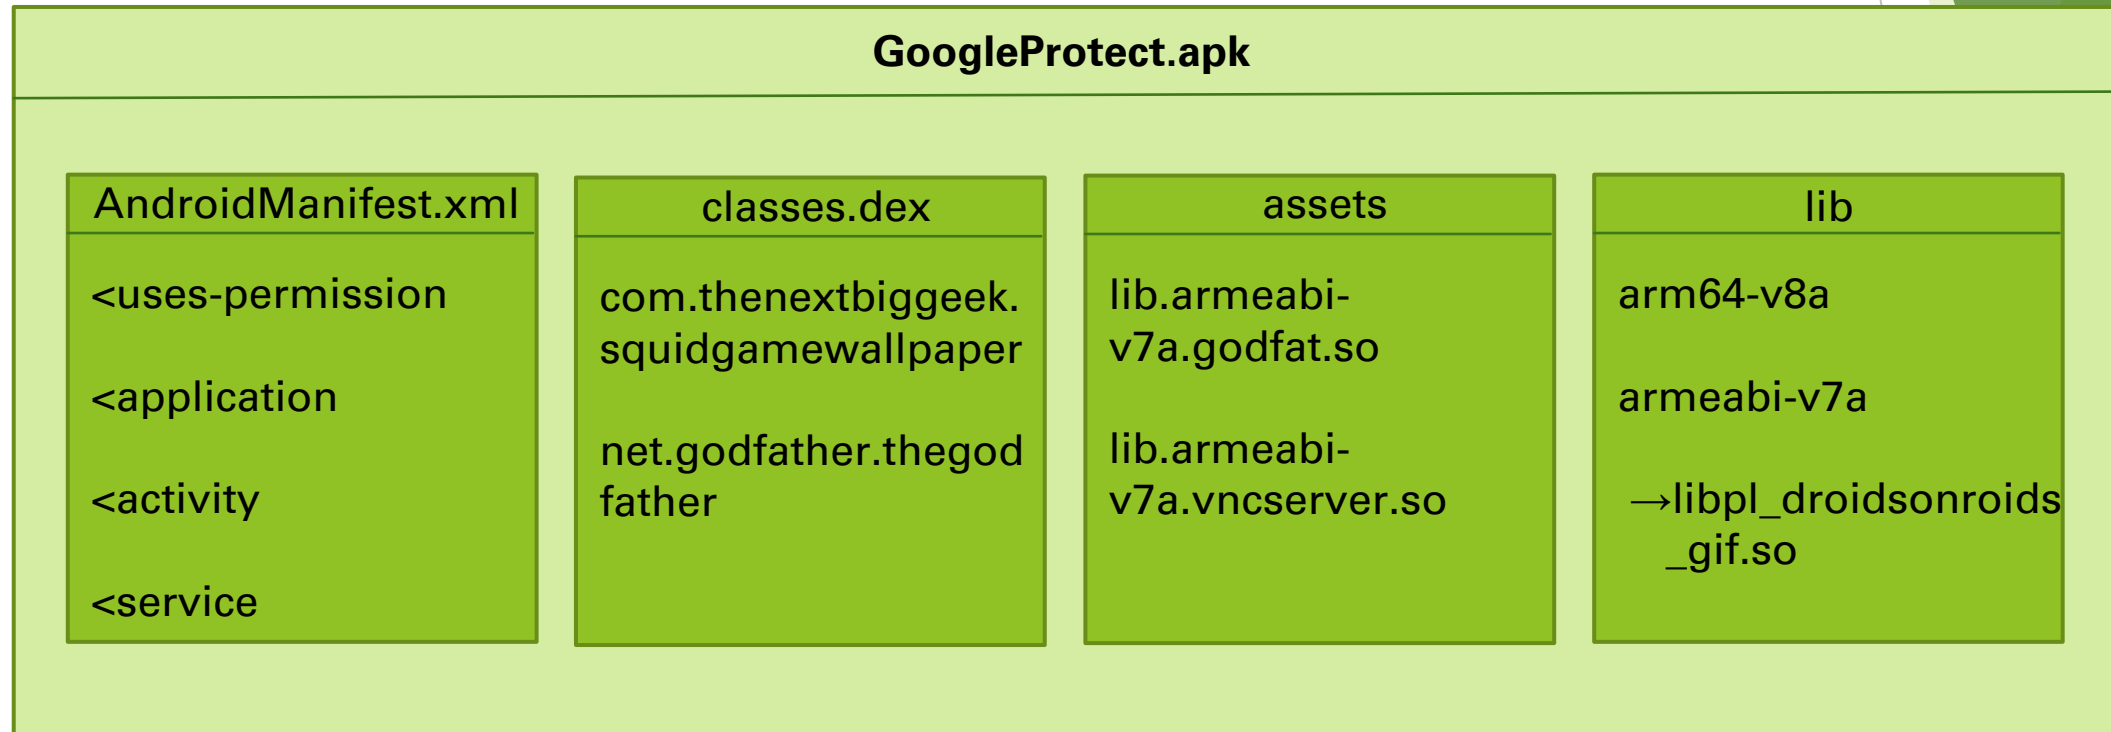 GoogleProtect.apk
AndroidManifest.xml
<uses-permission
<application
<activity
<service
classes.dex
com.thenextbiggeek.
squidgamewallpaper
net.godfather.thegod
father
assets
lib.armeabi-
v7a.godfat.so
lib.armeabi-
v7a.vncserver.so
lib
arm64-v8a
armeabi-v7a
→libpl_droidsonroids
_gif.so